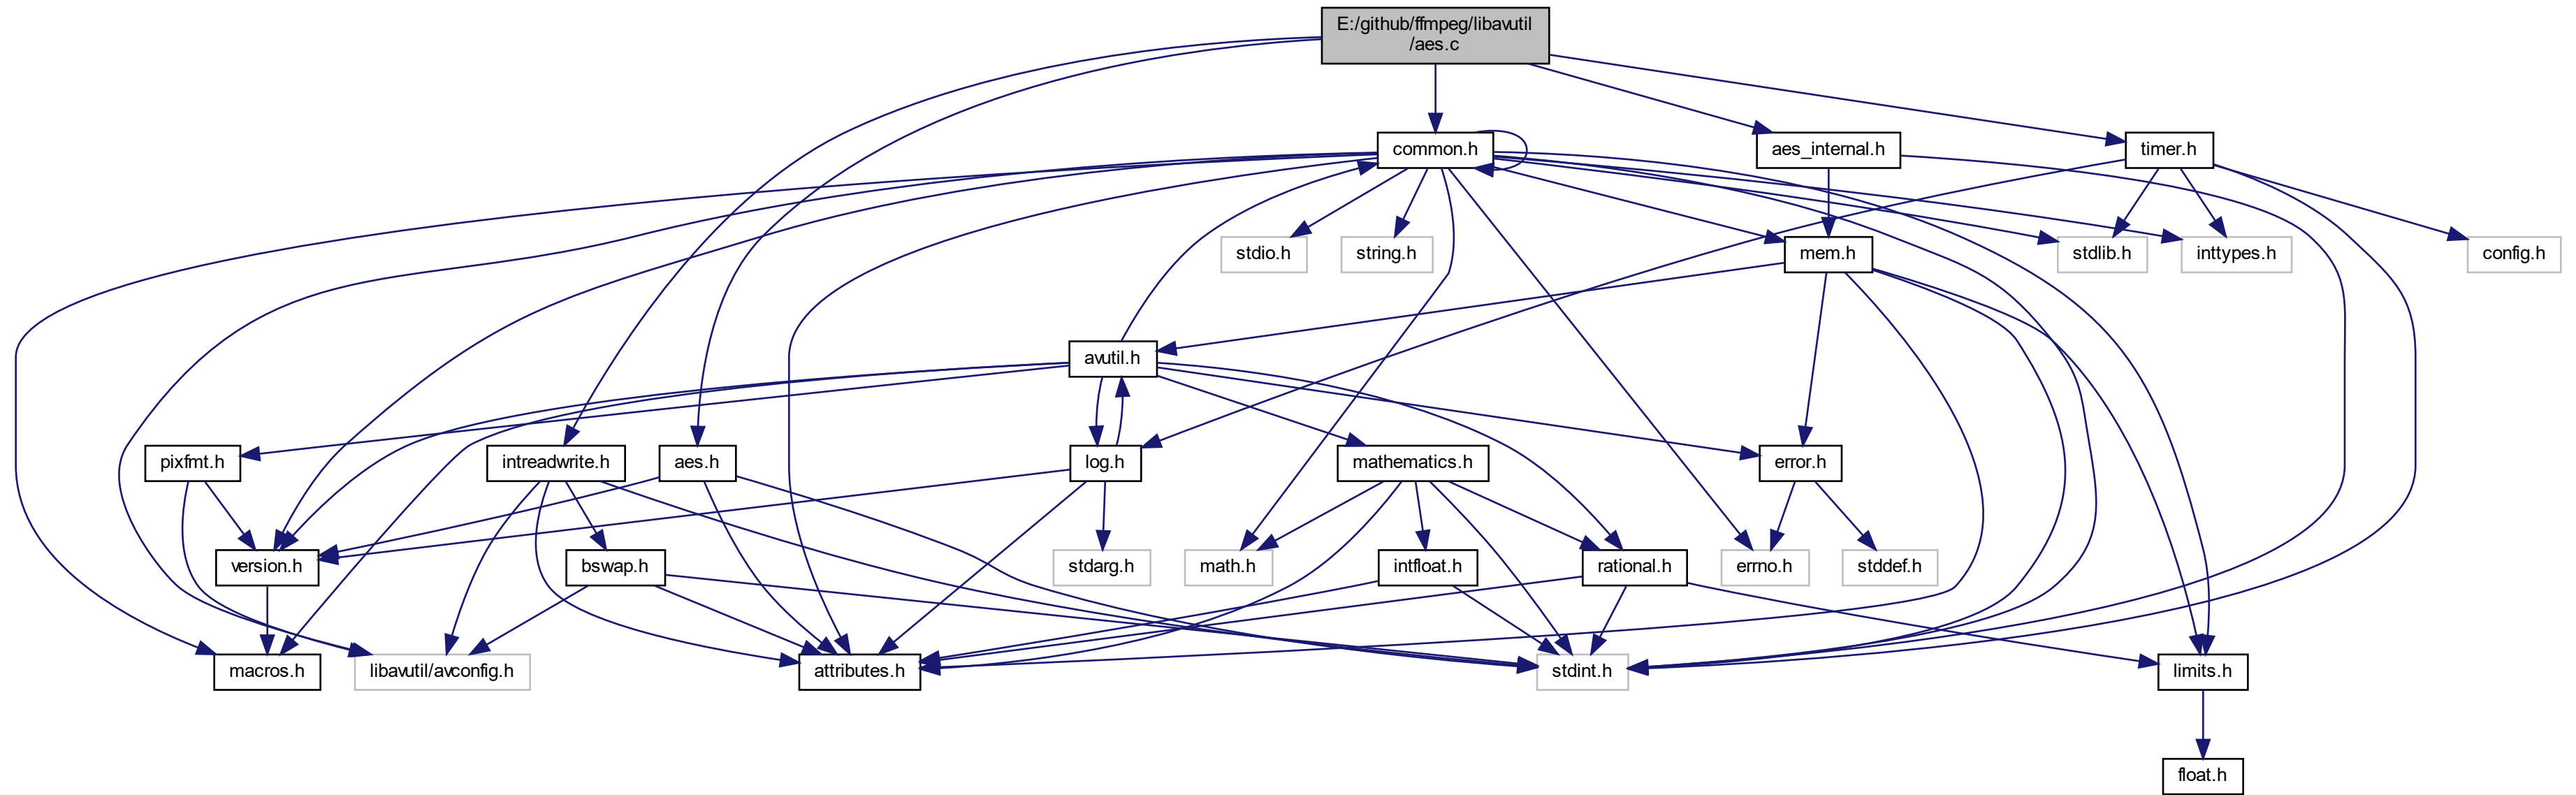 E:/github/ffmpeg/libavutil
/aes.c
common.h
aes_internal.h
timer.h
stdio.h
string.h
mem.h
stdlib.h
inttypes.h
config.h
avutil.h
pixfmt.h
intreadwrite.h
aes.h
log.h
mathematics.h
error.h
version.h
bswap.h
stdarg.h
math.h
intfloat.h
rational.h
errno.h
stddef.h
macros.h
libavutil/avconfig.h
attributes.h
stdint.h
limits.h
float.h